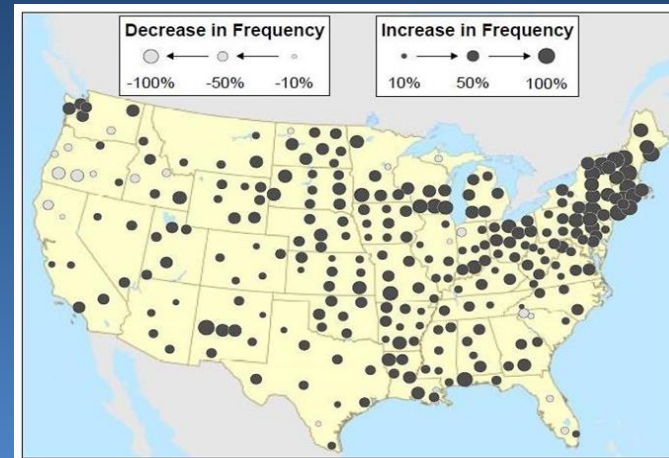 Decrease in Frequency
-100% -50% -10%
Increase in Frequency
10% 50% 100%